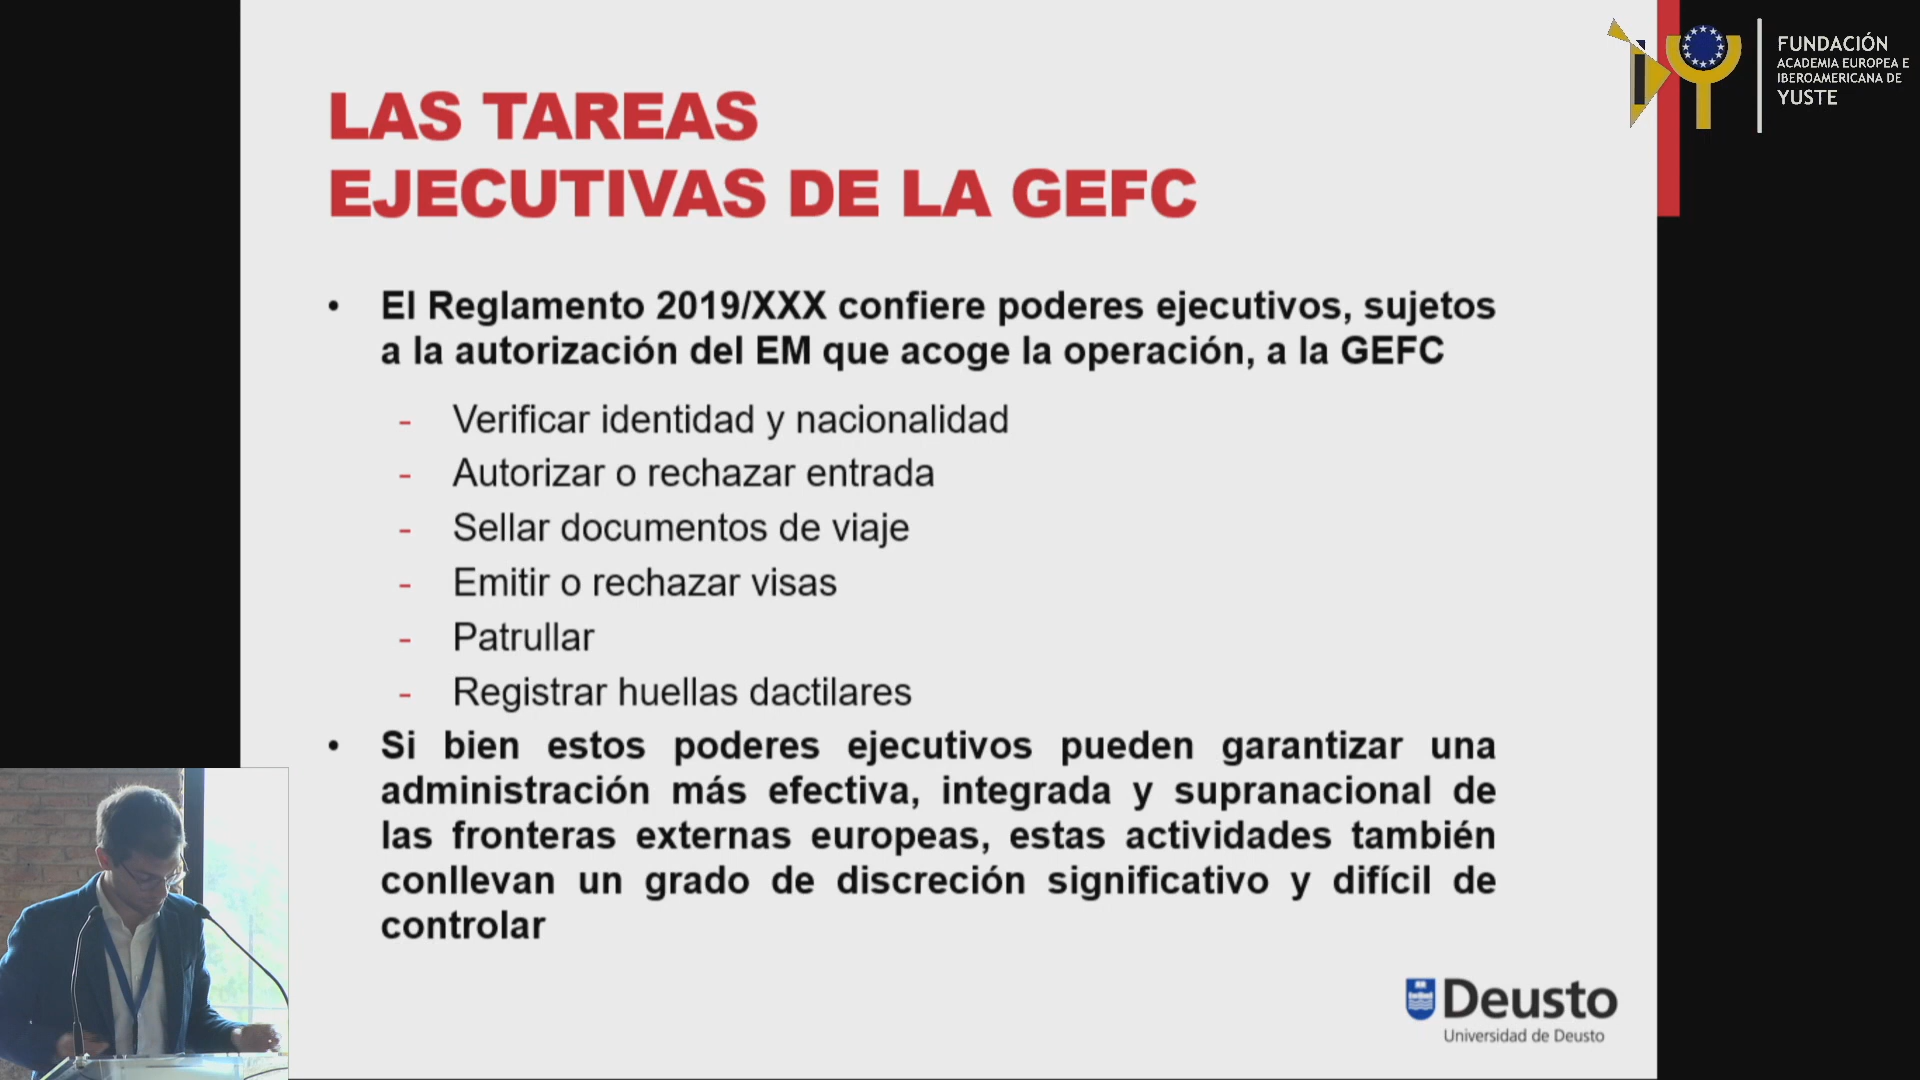 FUNDACIÓN
ACADEMIA EUROPEA E
IBEROAMERICANA DE
YUSTE
LAS TAREAS
EJECUTIVAS DE LA GEFC
• El Reglamento 2019/XXX confiere poderes ejecutivos, sujetos
a la autorización del EM que acoge la operación, a la GEFC
- Verificar identidad y nacionalidad
- Autorizar o rechazar entrada
- Sellar documentos de viaje
- Emitir o rechazar visas
- Patrullar
- Registrar huellas dactilares
• Si bien estos poderes ejecutivos pueden garantizar una
administración más efectiva, integrada y supranacional de
las fronteras externas europeas, estas actividades también
conllevan un grado de discreción significativo y difícil de
controlar
Deusto
Universidad de Deusto